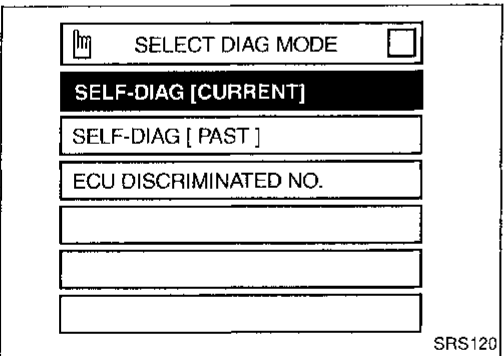 SELECT DIAG MODE
SELF-DIAG [CURRENT]
SELF-DIAG [ PAST ]
ECU DISCRIMINATED NO.
SRS120